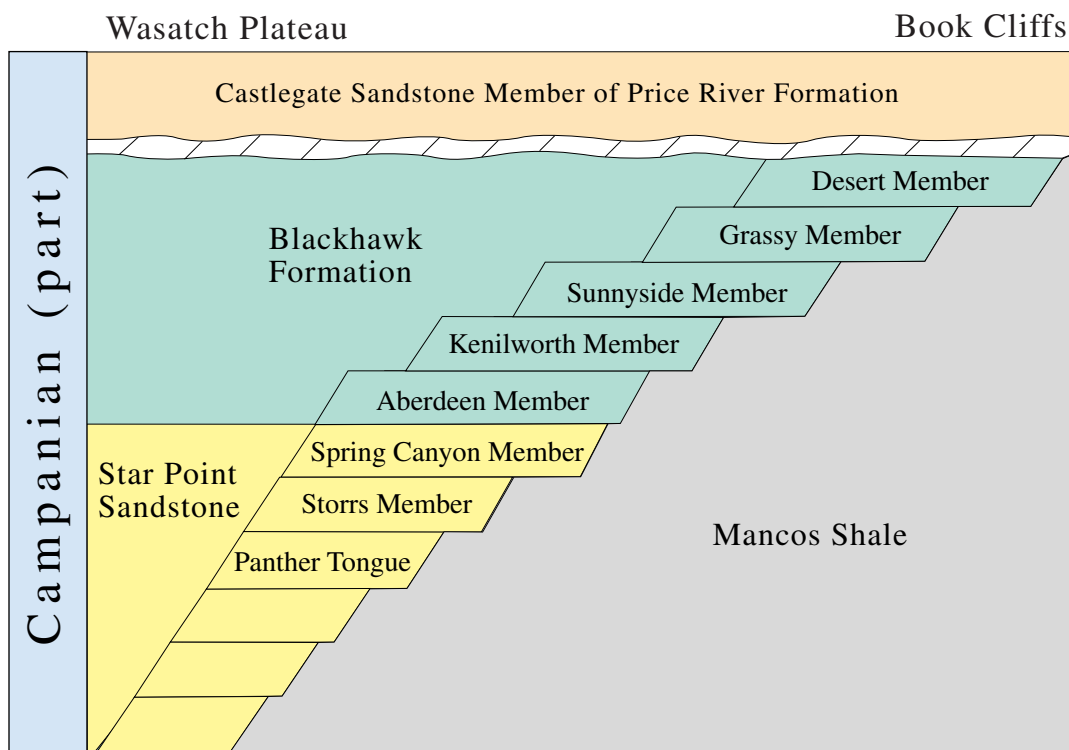 Wasatch Plateau
Book Cliffs
Castlegate Sandstone Member of Price River Formation
Campanian (part)
Desert Member
Blackhawk
Formation
Grassy Member
Sunnyside Member
Kenilworth Member
Aberdeen Member
Star Point
Sandstone
Spring Canyon Member
Storrs Member
Mancos Shale
Panther Tongue